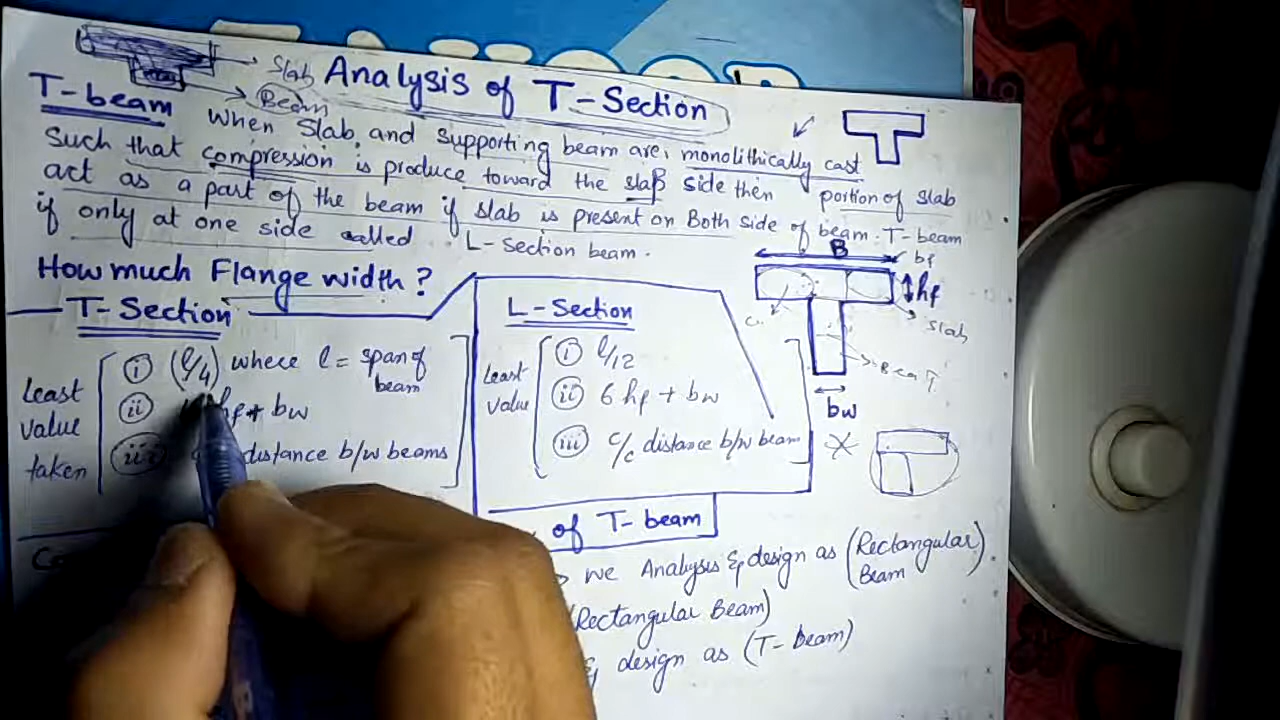 Slab
Analysis of T-Section
Beam
T-beam
When Slab and supporting beam are, monolithically cast
Such that compression is produce toward the slab side then portion of slab
act as a part of the beam if slab is present on Both side of beam. T-beam
if only at one side called L-Section beam.
How much Flange width?
T-Section
Least value taken
(i) (l/4) where l = span of beam
(ii) hf + bw
(iii) distance b/w beams
L-Section
Least value
(i) l/12
(ii) 6 hf + bw
(iii) c/c distance b/w beam
B
bf
hf
Slab
bw
of T-beam
we Analysis & design as (Rectangular Beam).
(Rectangular Beam)
& design as (T-beam)